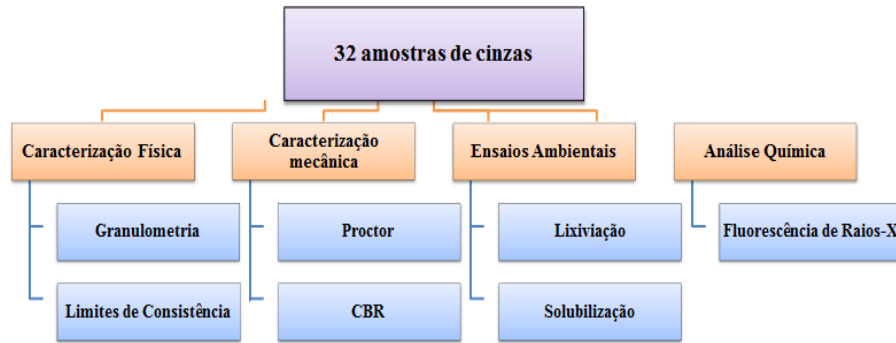 32 amostras de cinzas
Caracterização Física
Caracterização
mecânica
Ensaios Ambientais
Análise Química
Granulometria
Proctor
Lixiviação
Fluorescência de Raios-X
Limites de Consistência
CBR
Solubilização